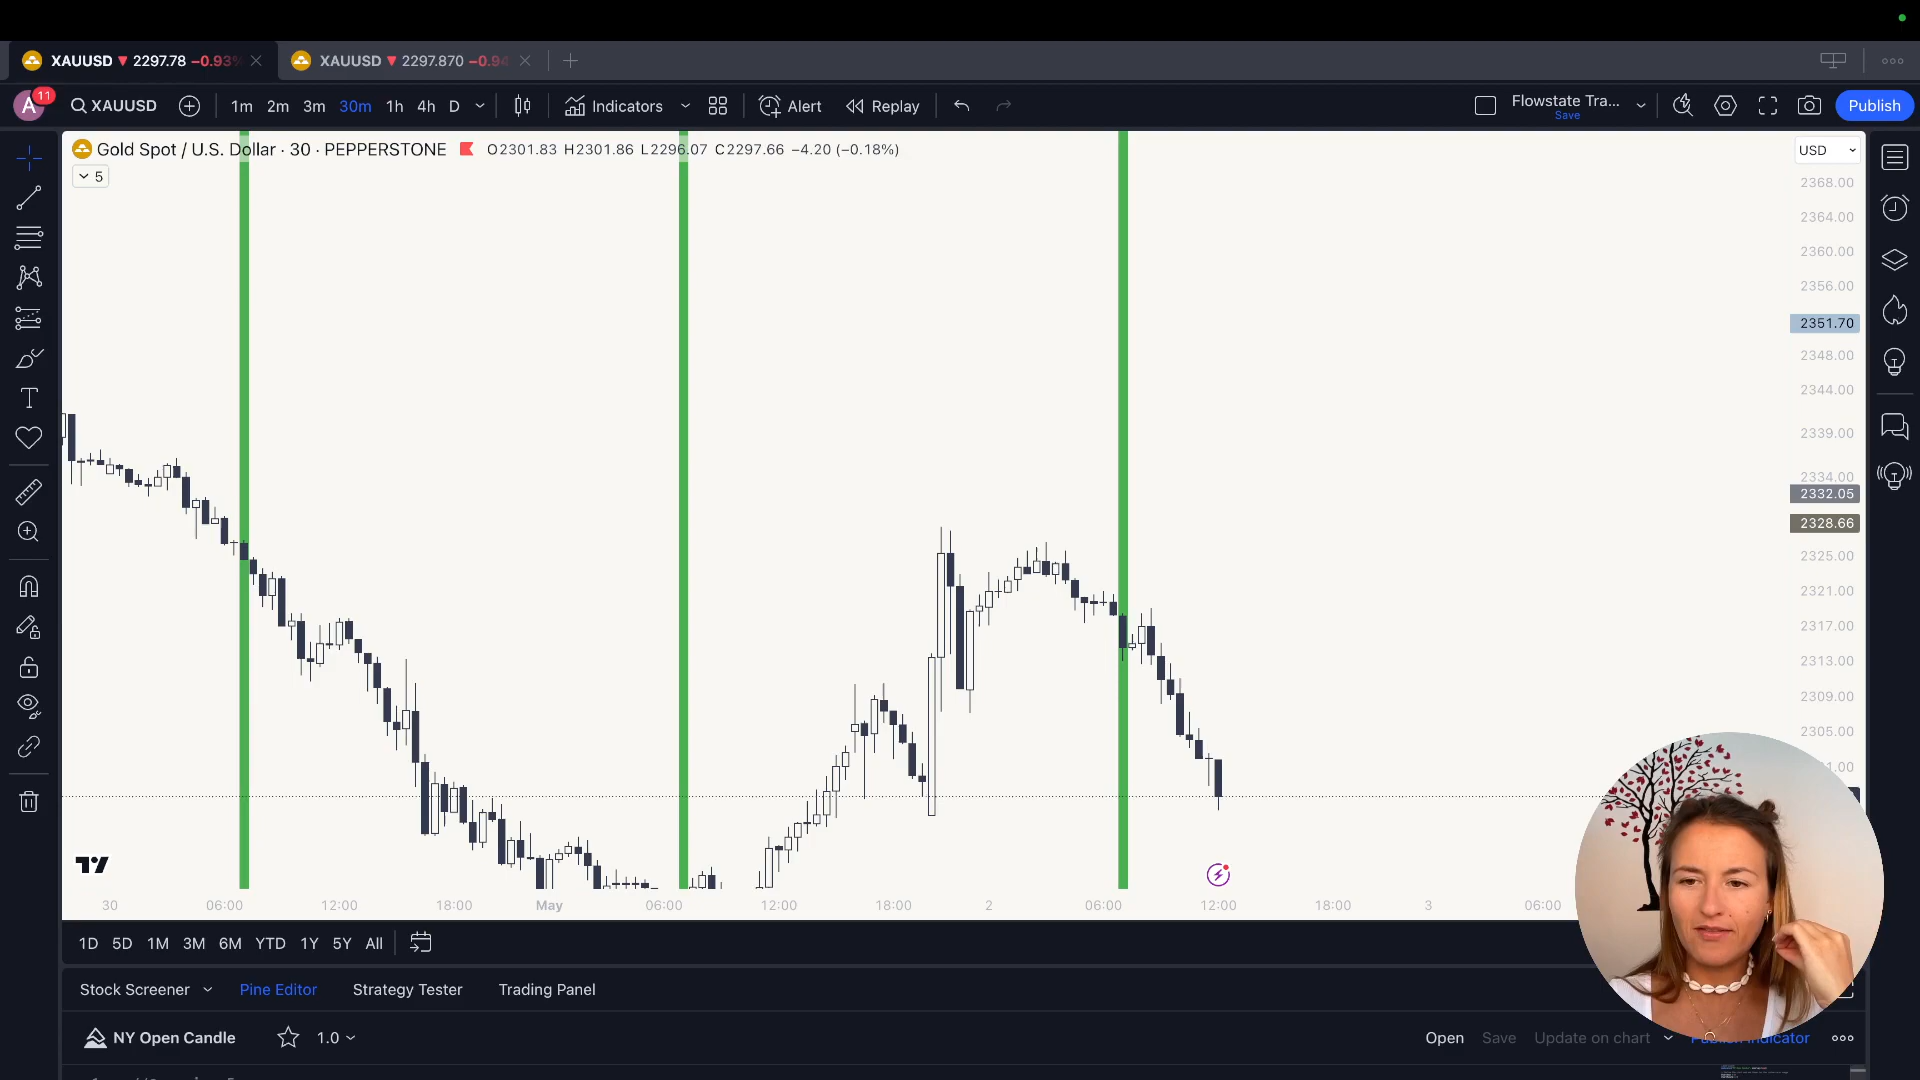 XAUUSD ▼ 2297.78 −0.93%
XAUUSD ▼ 2297.870 −0.94
A 11 XAUUSD 1m 2m 3m 30m 1h 4h D Indicators Alert Replay Flowstate Tra... Save Publish
Gold Spot / U.S. Dollar · 30 · PEPPERSTONE O2301.83 H2301.86 L2296.07 C2297.66 −4.20 (−0.18%)
USD
5
2368.00
2364.00
2360.00
2356.00
2351.70
2348.00
2344.00
2339.00
2334.00
2332.05
2328.66
2325.00
2321.00
2317.00
2313.00
2309.00
2305.00
30 06:00 12:00 18:00 May 06:00 12:00 18:00 2 06:00 12:00 18:00 3 06:00
1D 5D 1M 3M 6M YTD 1Y 5Y All
Stock Screener Pine Editor Strategy Tester Trading Panel
NY Open Candle 1.0 Open Save Update on chart Publish indicator